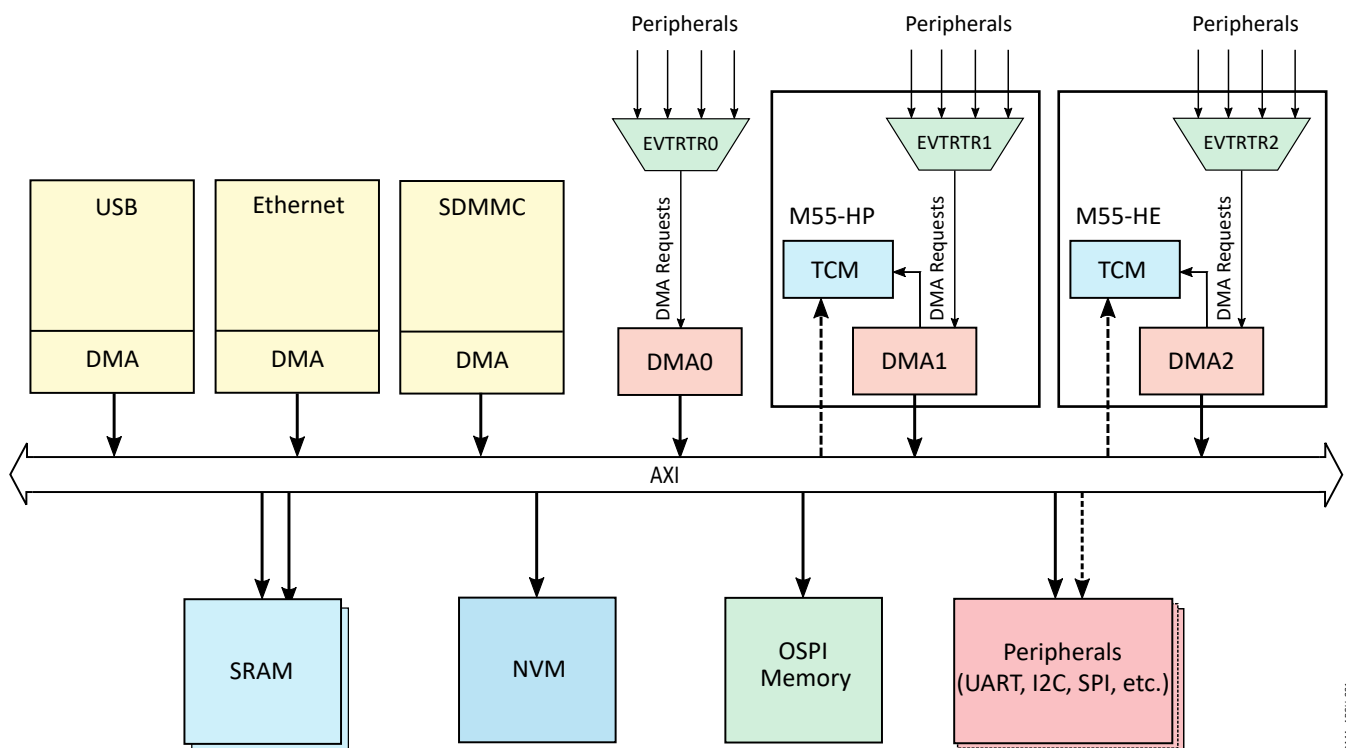 Peripherals
Peripherals
Peripherals
EVTRTR0
EVTRTR1
EVTRTR2
USB
Ethernet
SDMMC
DMA Requests
M55-HP
DMA Requests
M55-HE
DMA Requests
TCM
TCM
DMA
DMA
DMA
DMA0
DMA1
DMA2
AXI
SRAM
NVM
OSPI
Memory
Peripherals
(UART, I2C, SPI, etc.)